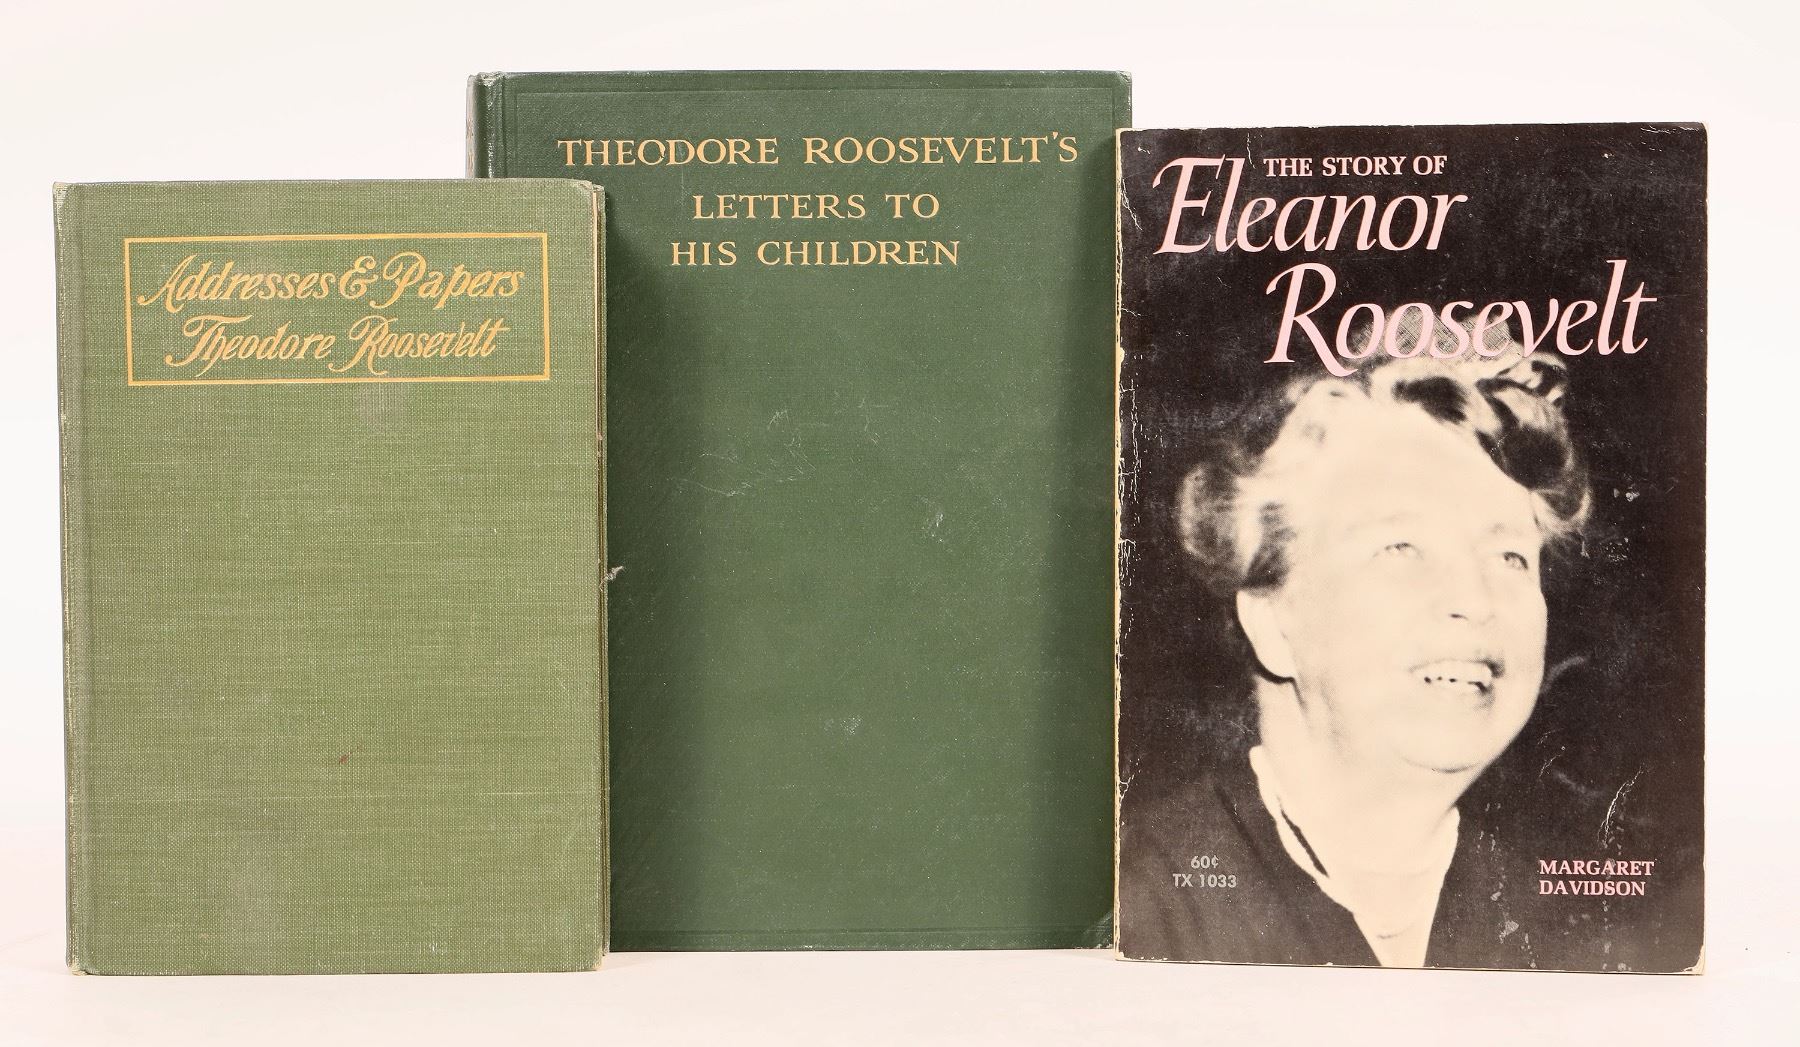 Addresses & Papers
Theodore Roosevelt
THEODORE ROOSEVELT'S
LETTERS TO
HIS CHILDREN
THE STORY OF
Eleanor
Roosevelt
60¢
TX 1033
MARGARET
DAVIDSON